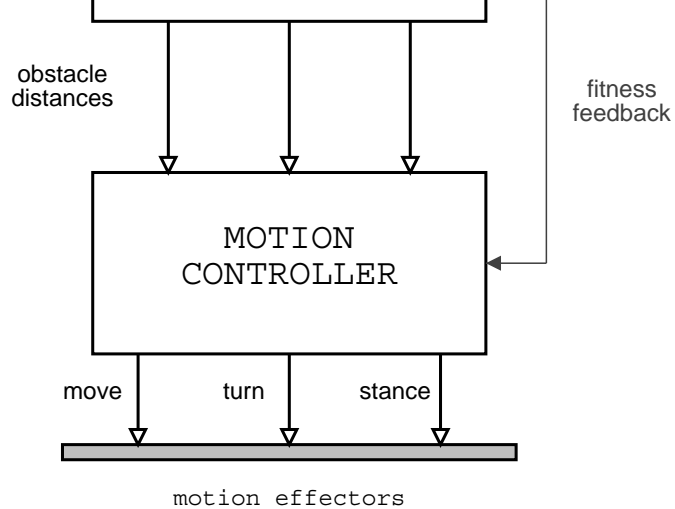 obstacle
distances
fitness
feedback
MOTION
CONTROLLER
move
turn
stance
motion effectors